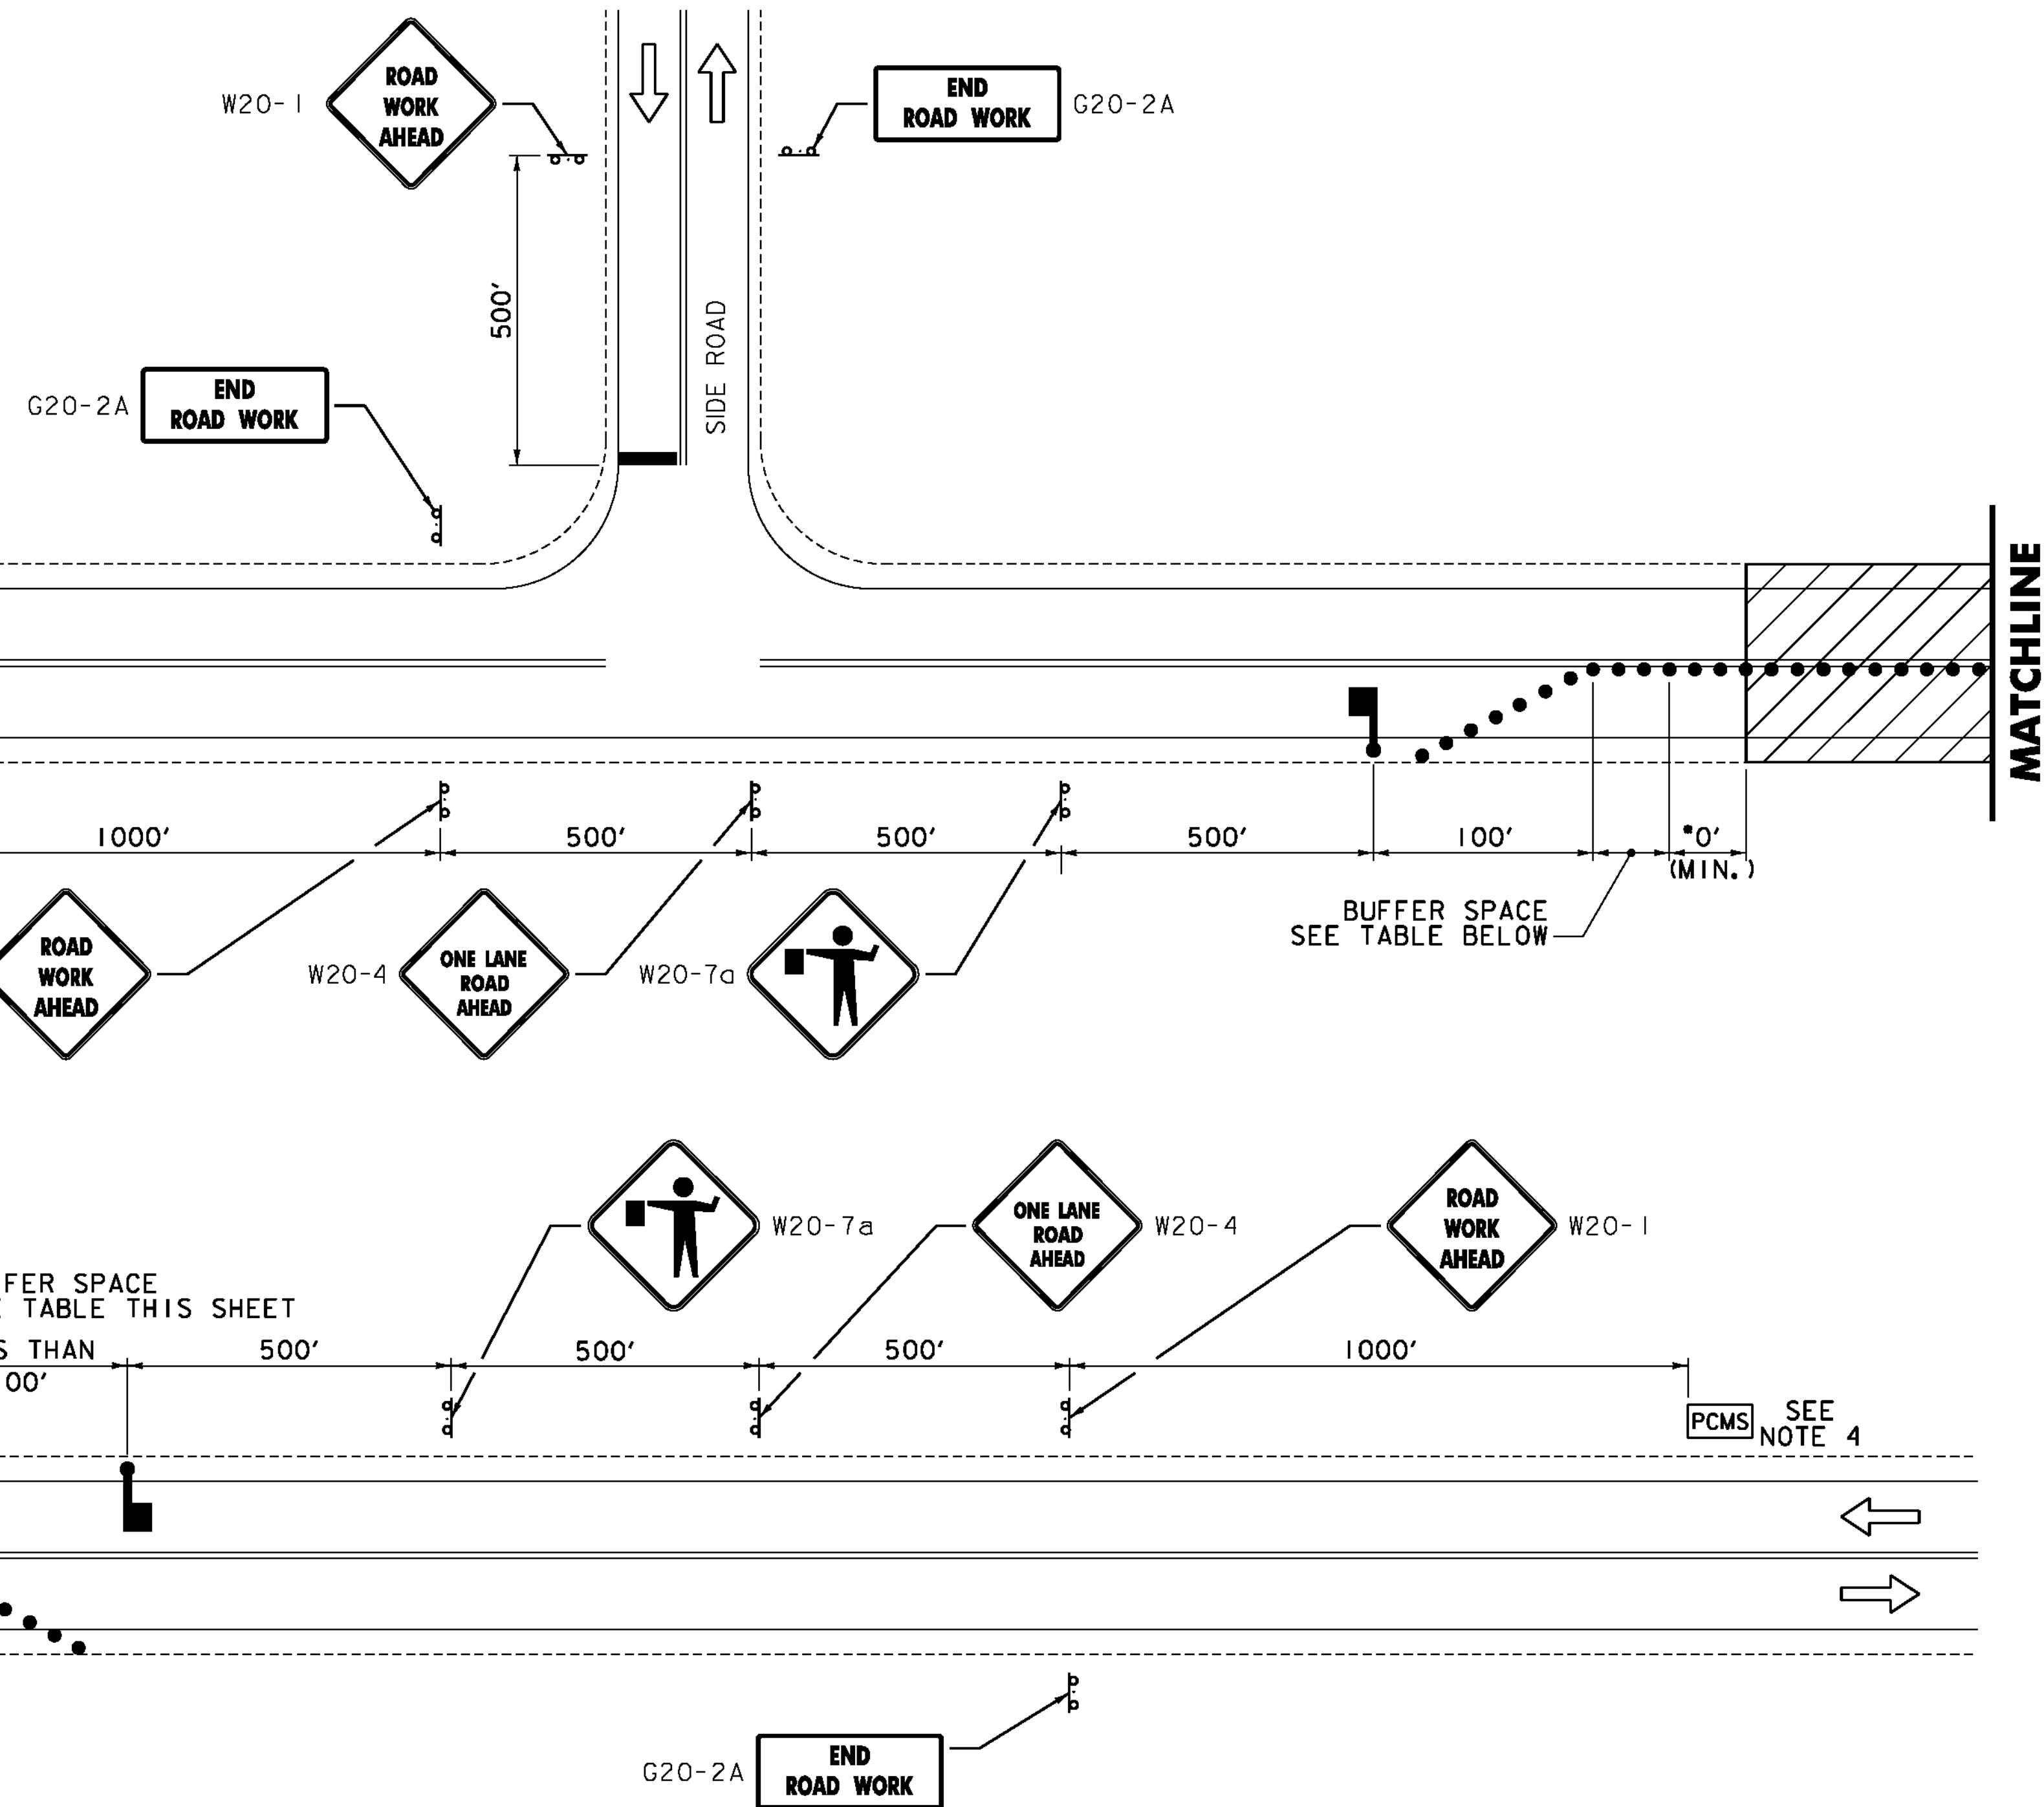 W20-1
ROAD
WORK
AHEAD
END
ROAD WORK
G20-2A
500'
SIDE ROAD
G20-2A
END
ROAD WORK
MATCHLINE
1000'
500'
500'
500'
100'
*0'
(MIN.)
BUFFER SPACE
SEE TABLE BELOW
ROAD
WORK
AHEAD
W20-4
ONE LANE
ROAD
AHEAD
W20-7a
W20-7a
ONE LANE
ROAD
AHEAD
W20-4
ROAD
WORK
AHEAD
W20-1
FER SPACE
TABLE THIS SHEET
S THAN
00'
500'
500'
500'
1000'
PCMS
SEE
NOTE 4
G20-2A
END
ROAD WORK